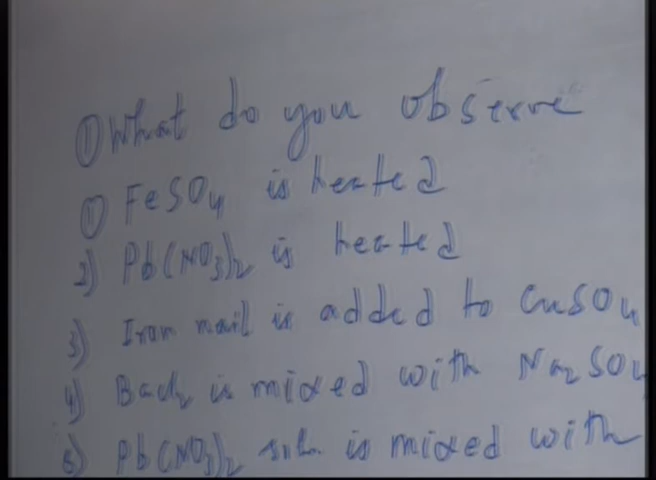 ① What do you observe
① FeSO4 is heated
2) Pb(NO3)2 is heated
3) Iron nail is added to CuSO4
4) BaCl2 is mixed with Na2SO4
5) Pb(NO3)2 soln is mixed with